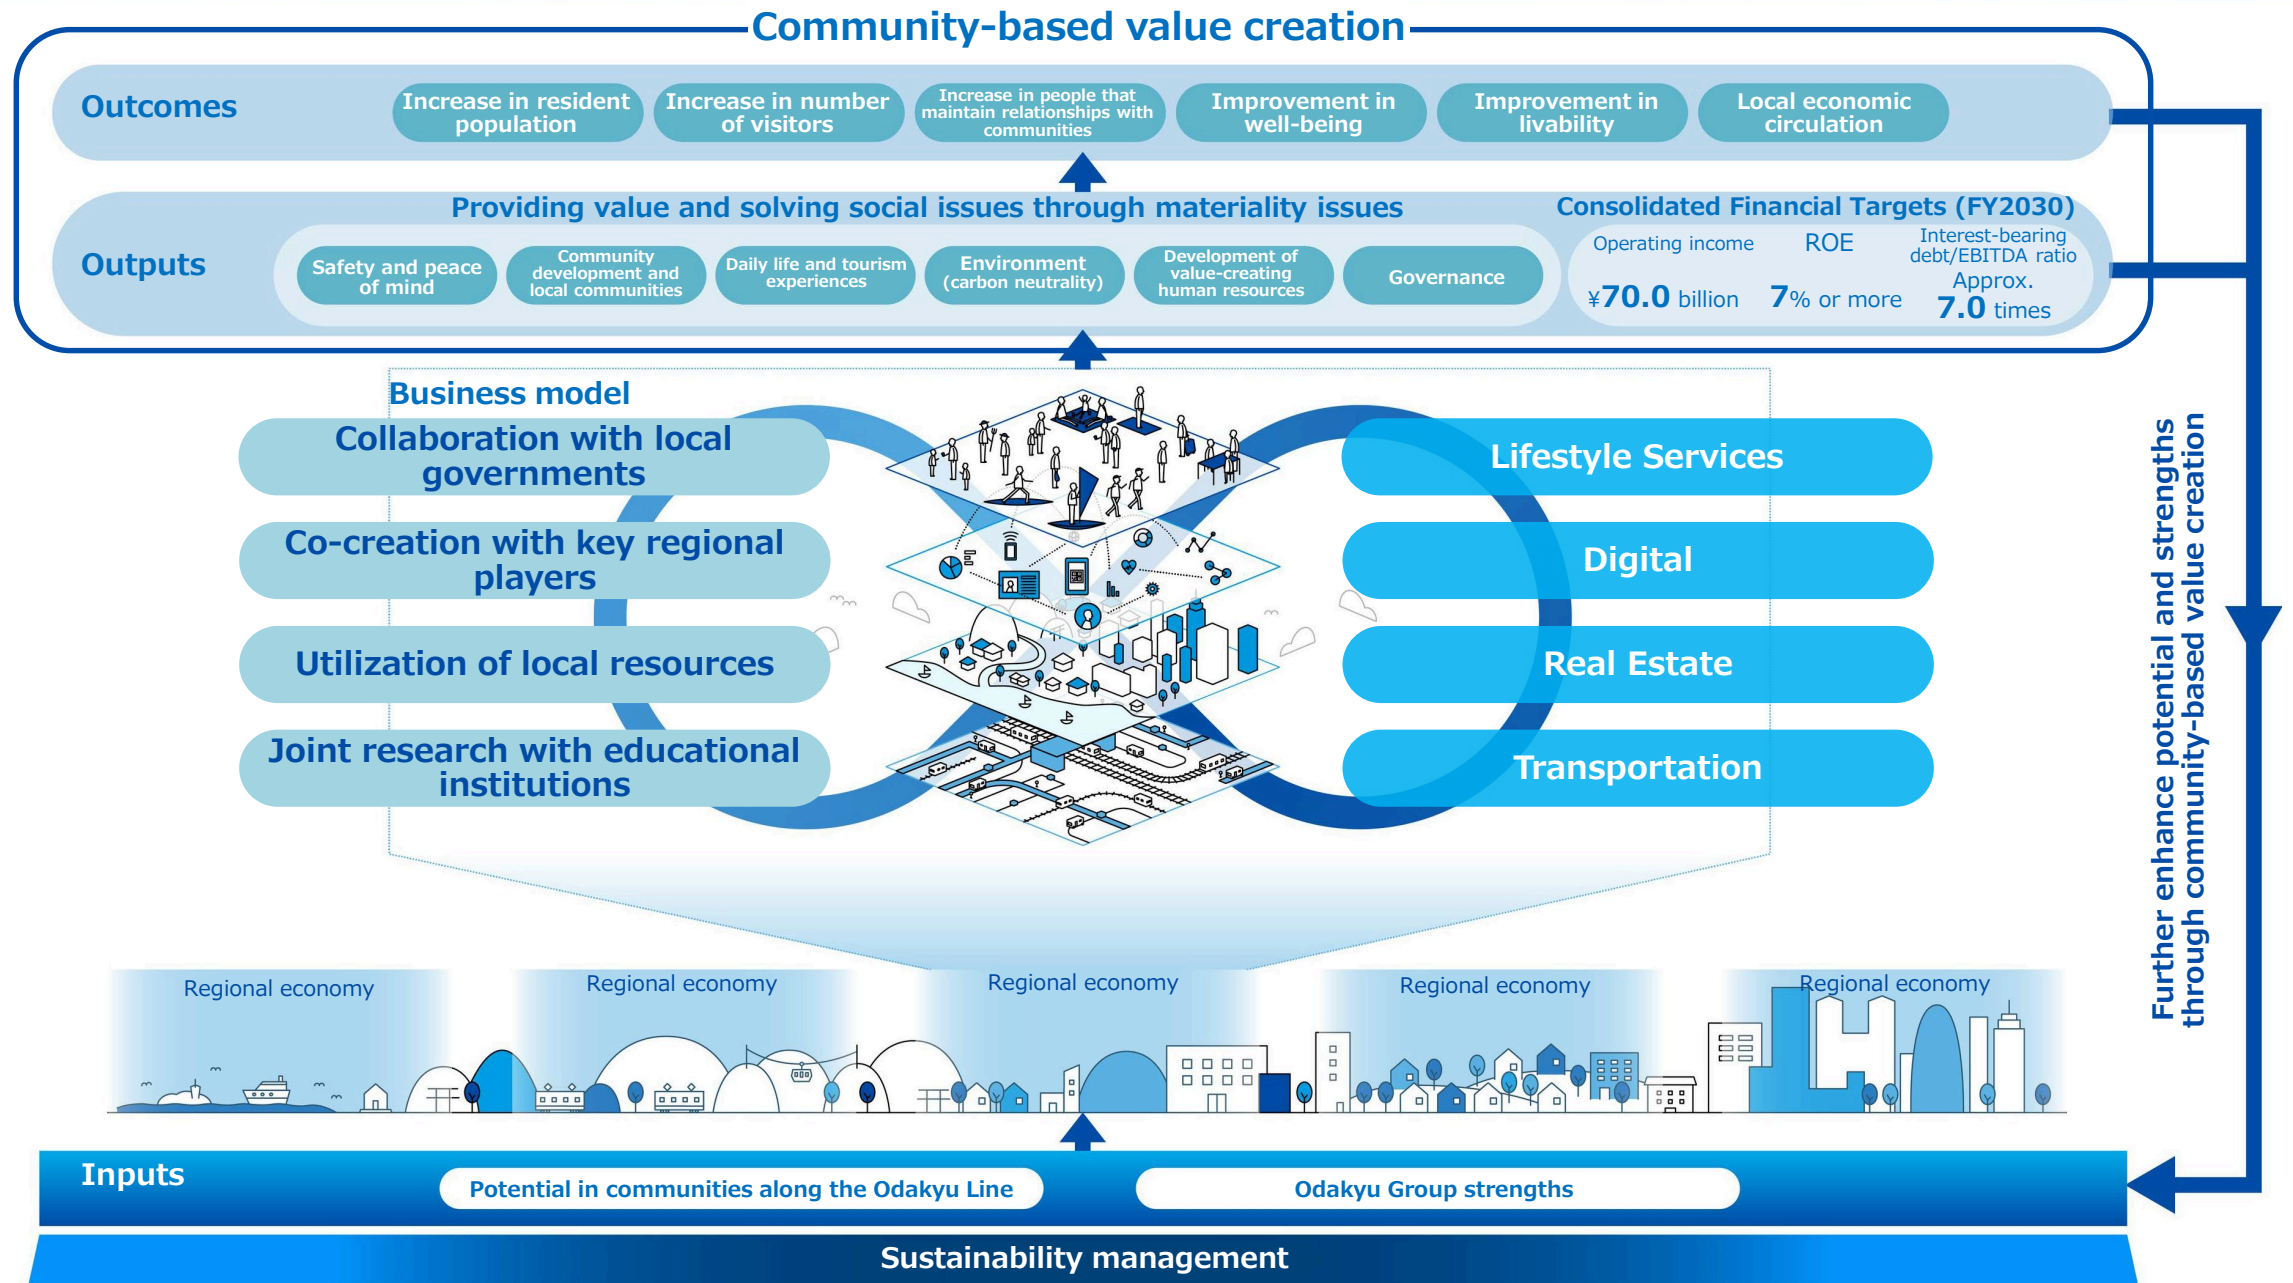 Community-based value creation
Outcomes
Increase in resident
population
Increase in number
of visitors
Increase in people that
maintain relationships with
communities
Improvement in
well-being
Improvement in
livability
Local economic
circulation
Outputs
Providing value and solving social issues through materiality issues
Safety and peace
of mind
Community
development and
local communities
Daily life and tourism
experiences
Environment
(carbon neutrality)
Development of
value-creating
human resources
Governance
Consolidated Financial Targets (FY2030)
Operating income
¥70.0 billion
ROE
7% or more
Interest-bearing
debt/EBITDA ratio
Approx.
7.0 times
Business model
Collaboration with local
governments
Co-creation with key regional
players
Utilization of local resources
Joint research with educational
institutions
Lifestyle Services
Digital
Real Estate
Transportation
Further enhance potential and strengths
through community-based value creation
Regional economy
Regional economy
Regional economy
Regional economy
Regional economy
Inputs
Potential in communities along the Odakyu Line
Odakyu Group strengths
Sustainability management